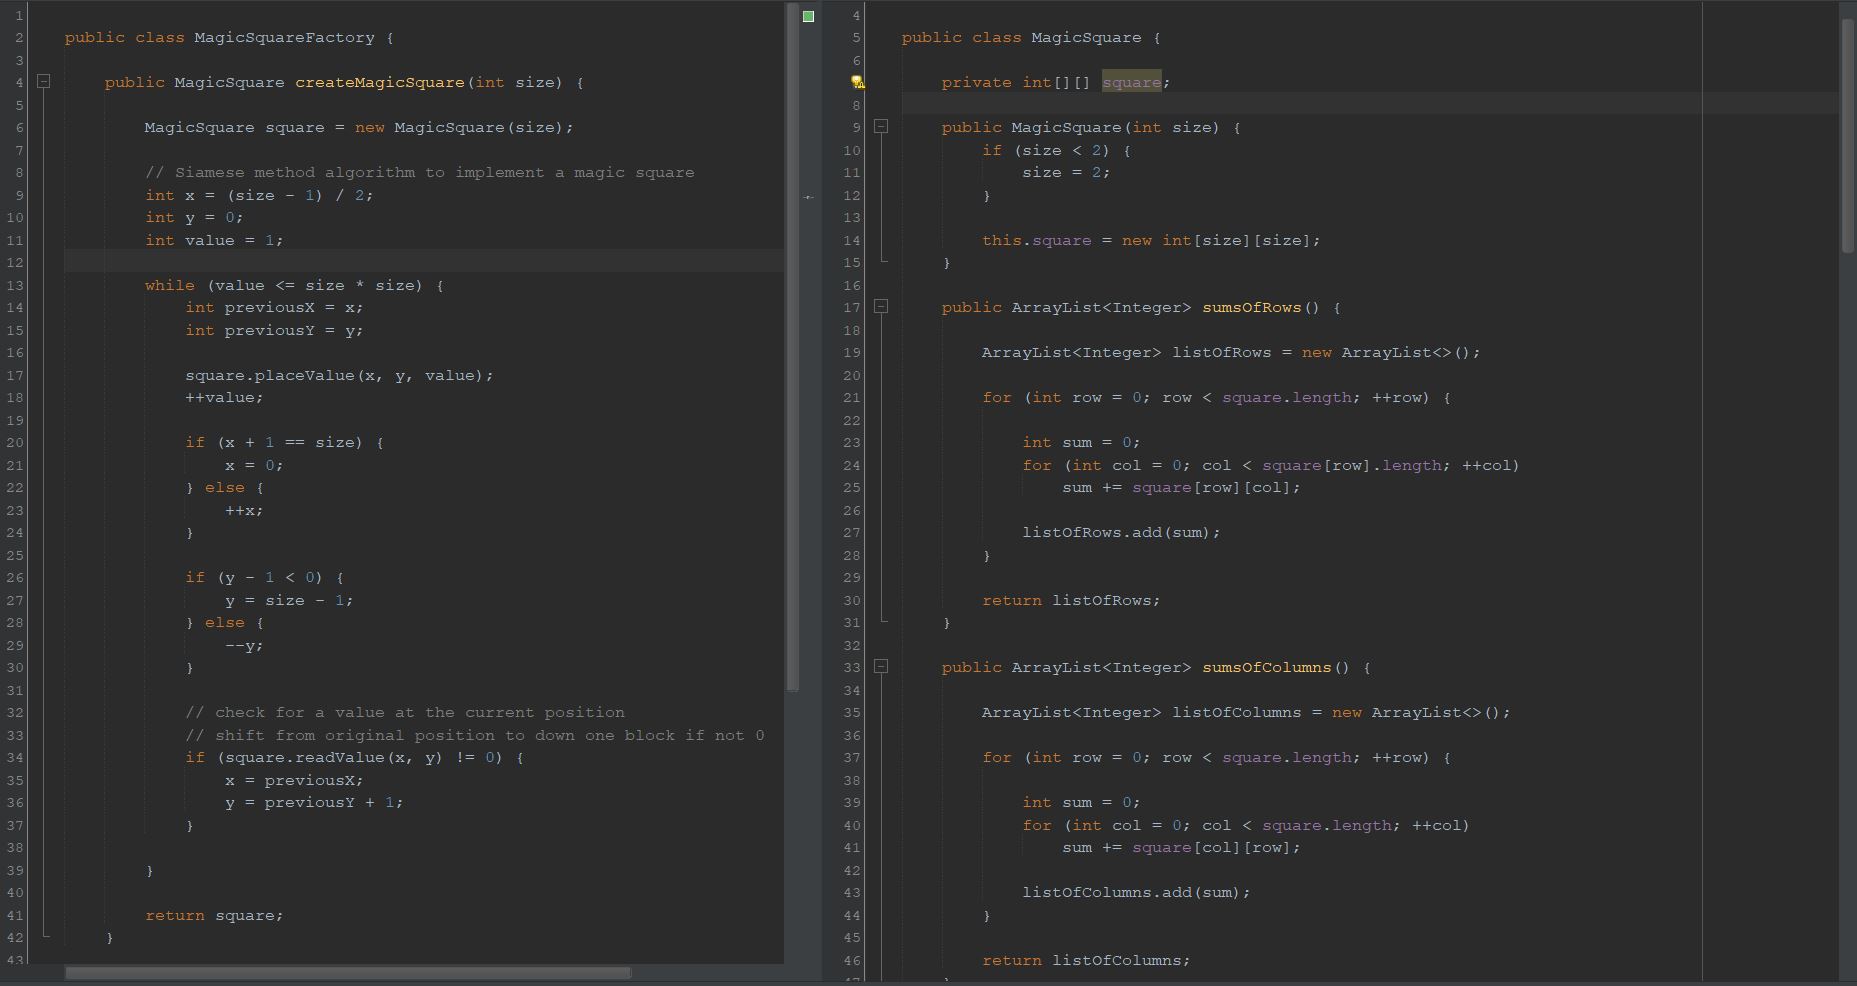 1
2 public class MagicSquareFactory {
3
4 public MagicSquare createMagicSquare(int size) {
5
6 MagicSquare square = new MagicSquare(size);
7
8 // Siamese method algorithm to implement a magic square
9 int x = (size - 1) / 2;
10 int y = 0;
11 int value = 1;
12
13 while (value <= size * size) {
14 int previousX = x;
15 int previousY = y;
16
17 square.placeValue(x, y, value);
18 ++value;
19
20 if (x + 1 == size) {
21 x = 0;
22 } else {
23 ++x;
24 }
25
26 if (y - 1 < 0) {
27 y = size - 1;
28 } else {
29 --y;
30 }
31
32 // check for a value at the current position
33 // shift from original position to down one block if not 0
34 if (square.readValue(x, y) != 0) {
35 x = previousX;
36 y = previousY + 1;
37 }
38
39 }
40
41 return square;
42 }
43
4
5 public class MagicSquare {
6
private int[][] square;
8
9 public MagicSquare(int size) {
10 if (size < 2) {
11 size = 2;
12 }
13
14 this.square = new int[size][size];
15 }
16
17 public ArrayList<Integer> sumsOfRows() {
18
19 ArrayList<Integer> listOfRows = new ArrayList<>();
20
21 for (int row = 0; row < square.length; ++row) {
22
23 int sum = 0;
24 for (int col = 0; col < square[row].length; ++col)
25 sum += square[row][col];
26
27 listOfRows.add(sum);
28 }
29
30 return listOfRows;
31 }
32
33 public ArrayList<Integer> sumsOfColumns() {
34
35 ArrayList<Integer> listOfColumns = new ArrayList<>();
36
37 for (int row = 0; row < square.length; ++row) {
38
39 int sum = 0;
40 for (int col = 0; col < square.length; ++col)
41 sum += square[col][row];
42
43 listOfColumns.add(sum);
44 }
45
46 return listOfColumns;